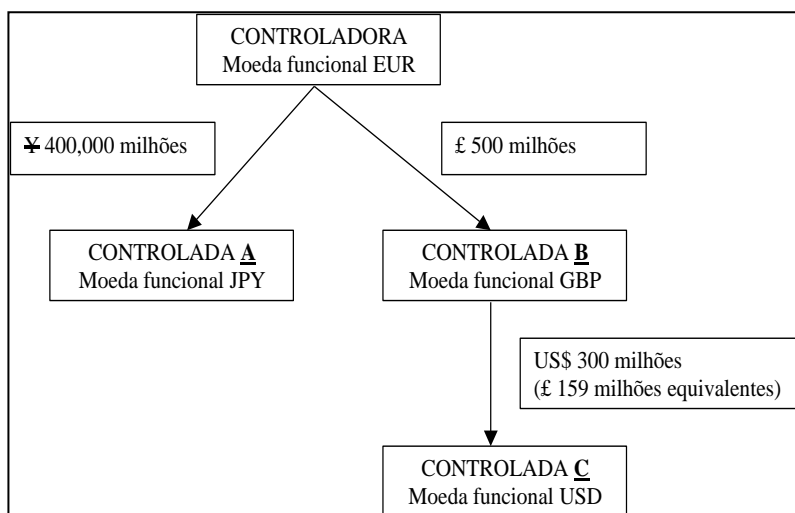 CONTROLADORA
Moeda funcional EUR
¥ 400,000 milhões
£ 500 milhões
CONTROLADA A
Moeda funcional JPY
CONTROLADA B
Moeda funcional GBP
US$ 300 milhões
(£ 159 milhões equivalentes)
CONTROLADA C
Moeda funcional USD